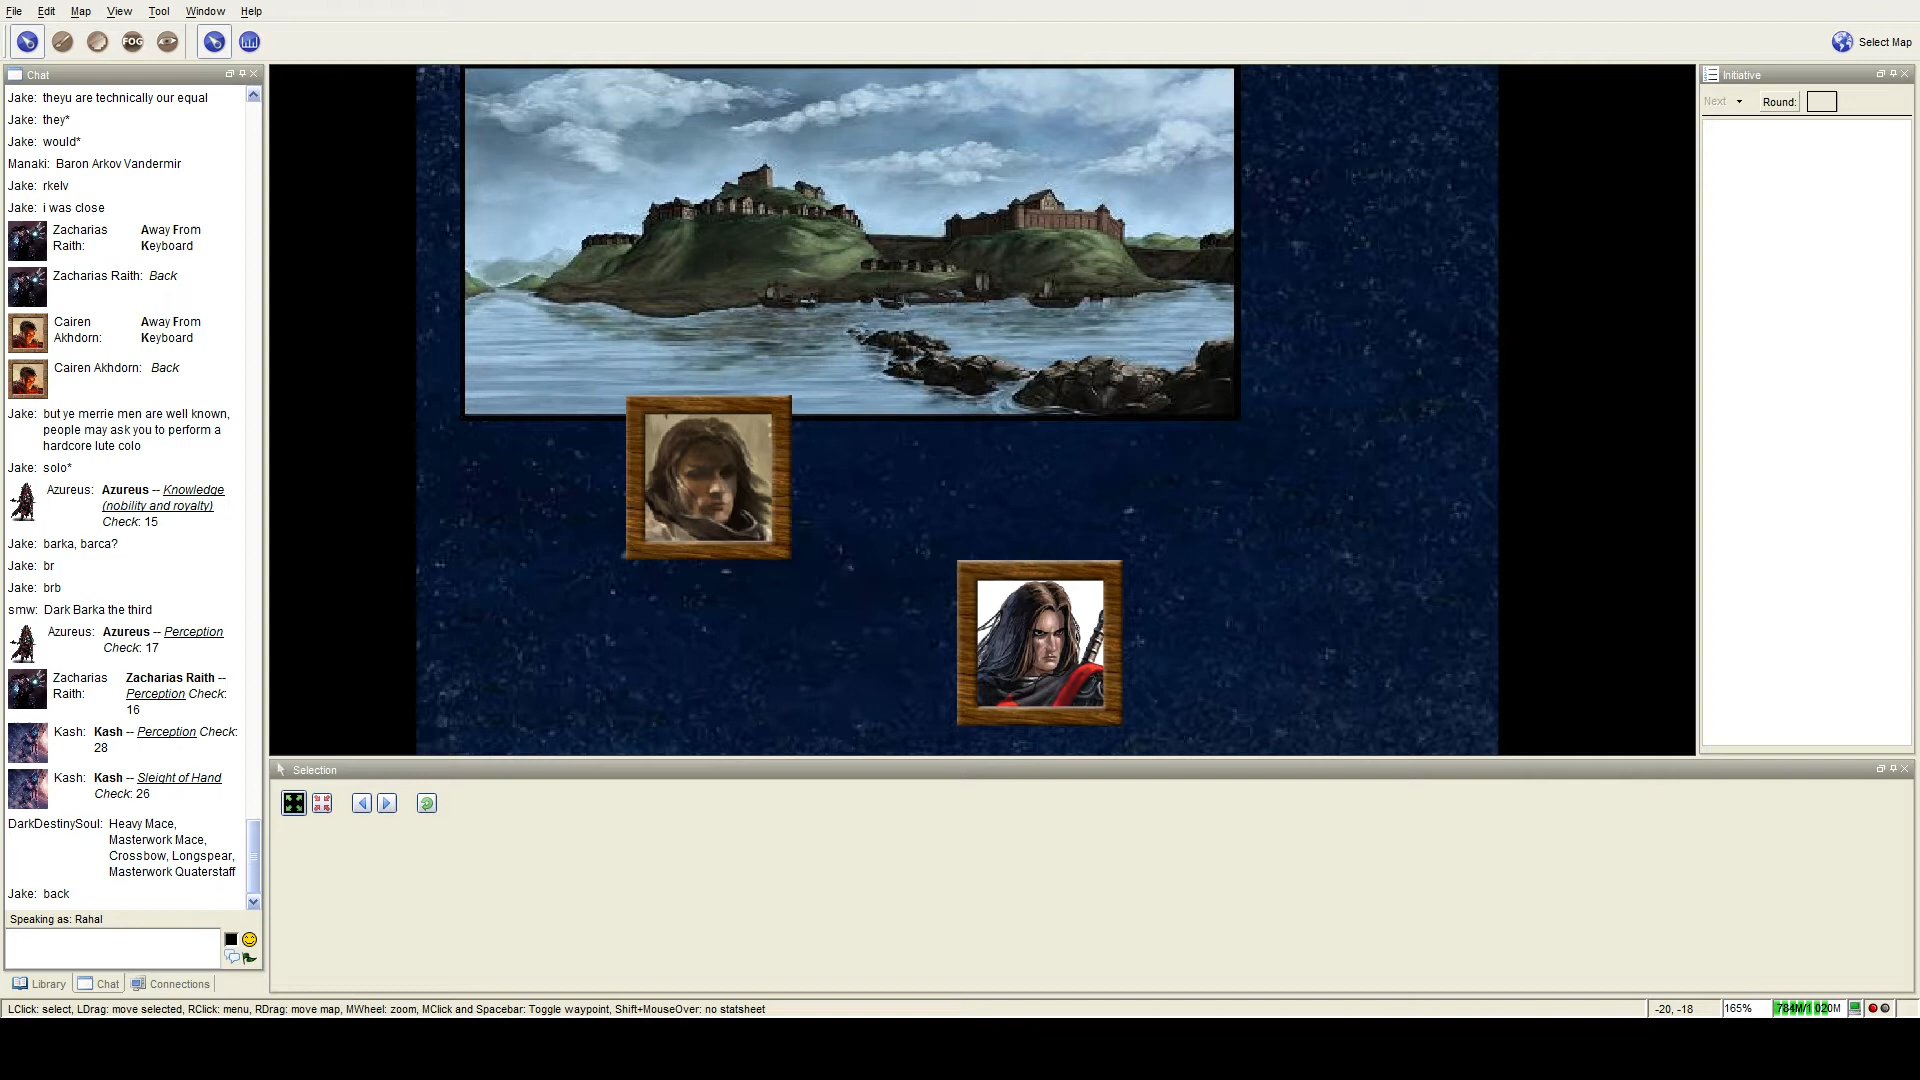 File Edit Map View Tool Window Help
FOG
Select Map
Chat
Jake: theyu are technically our equal
Jake: they*
Jake: would*
Manaki: Baron Arkov Vandermir
Jake: rkelv
Jake: i was close
Zacharias Raith: Away From Keyboard
Zacharias Raith: Back
Cairen Akhdorn: Away From Keyboard
Cairen Akhdorn: Back
Jake: but ye merrie men are well known,
people may ask you to perform a
hardcore lute colo
Jake: solo*
Azureus: Azureus -- Knowledge
(nobility and royalty)
Check: 15
Jake: barka, barca?
Jake: br
Jake: brb
smw: Dark Barka the third
Azureus: Azureus -- Perception
Check: 17
Zacharias Raith: Zacharias Raith --
Perception Check:
16
Kash: Kash -- Perception Check:
28
Kash: Kash -- Sleight of Hand
Check: 26
DarkDestinySoul: Heavy Mace,
Masterwork Mace,
Crossbow, Longspear,
Masterwork Quaterstaff
Jake: back
Speaking as: Rahal
Library Chat Connections
Initiative
Next Round:
Selection
LClick: select, LDrag: move selected, RClick: menu, RDrag: move map, MWheel: zoom, MClick and Spacebar: Toggle waypoint, Shift+MouseOver: no statsheet
-20, -18 165% 784M/1 020M